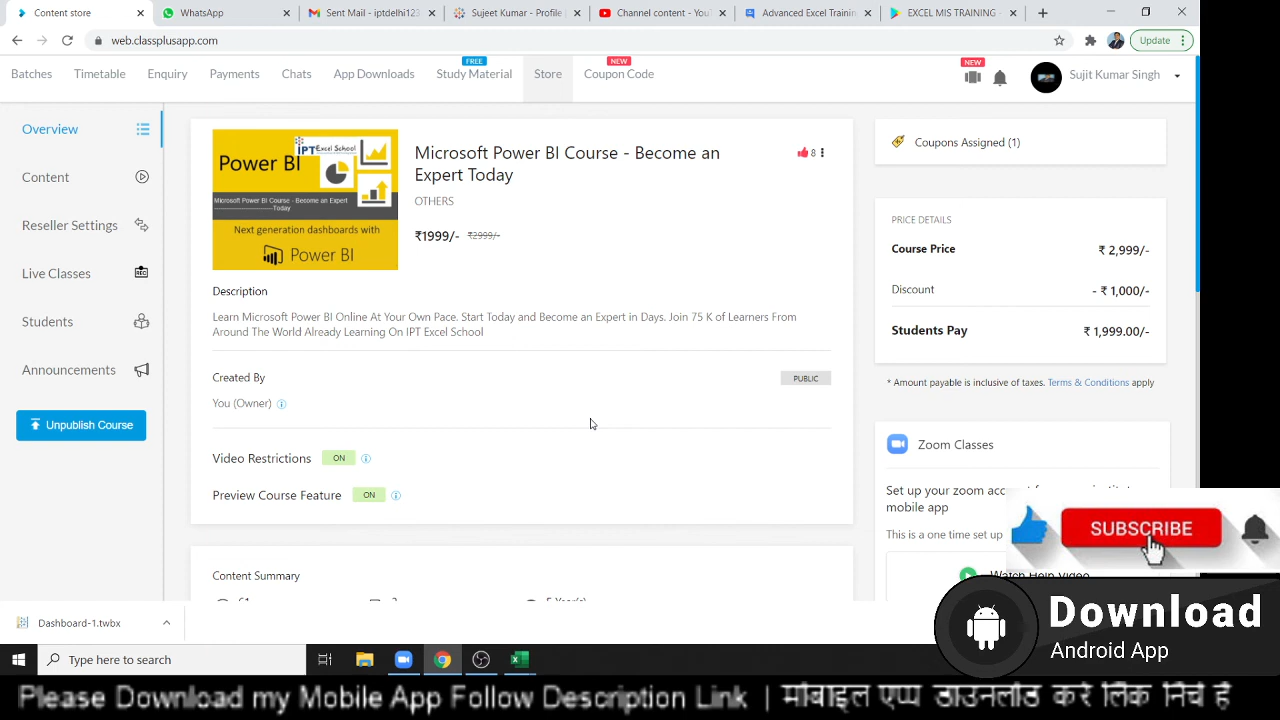 Content store
WhatsApp
Sent Mail - iptdelhi123
Sujeet Kumar - Profile
Channel content - You
Advanced Excel Training
EXCEL MIS TRAINING -
web.classplusapp.com
Update
FREE
NEW
NEW
Batches
Timetable
Enquiry
Payments
Chats
App Downloads
Study Material
Store
Coupon Code
Sujit Kumar Singh
Overview
Content
Reseller Settings
Live Classes
REC
Students
Announcements
Unpublish Course
IPT Excel School
Power BI
Microsoft Power BI Course - Become an Expert
Today
Next generation dashboards with
Power BI
Microsoft Power BI Course - Become an
Expert Today
8
OTHERS
₹1999/- ₹2999/-
Description
Learn Microsoft Power BI Online At Your Own Pace. Start Today and Become an Expert in Days. Join 75 K of Learners From
Around The World Already Learning On IPT Excel School
Created By
PUBLIC
You (Owner)
Video Restrictions ON
Preview Course Feature ON
Content Summary
Coupons Assigned (1)
PRICE DETAILS
Course Price ₹ 2,999/-
Discount - ₹ 1,000/-
Students Pay ₹ 1,999.00/-
* Amount payable is inclusive of taxes. Terms & Conditions apply
Zoom Classes
Set up your zoom
mobile app
This is a one time set up
Watch Help Video
SUBSCRIBE
Download
Android App
Dashboard-1.twbx
Type here to search
Please Download my Mobile App Follow Description Link | मोबाइल एप्प डाउनलोड करे लिंक निचे है